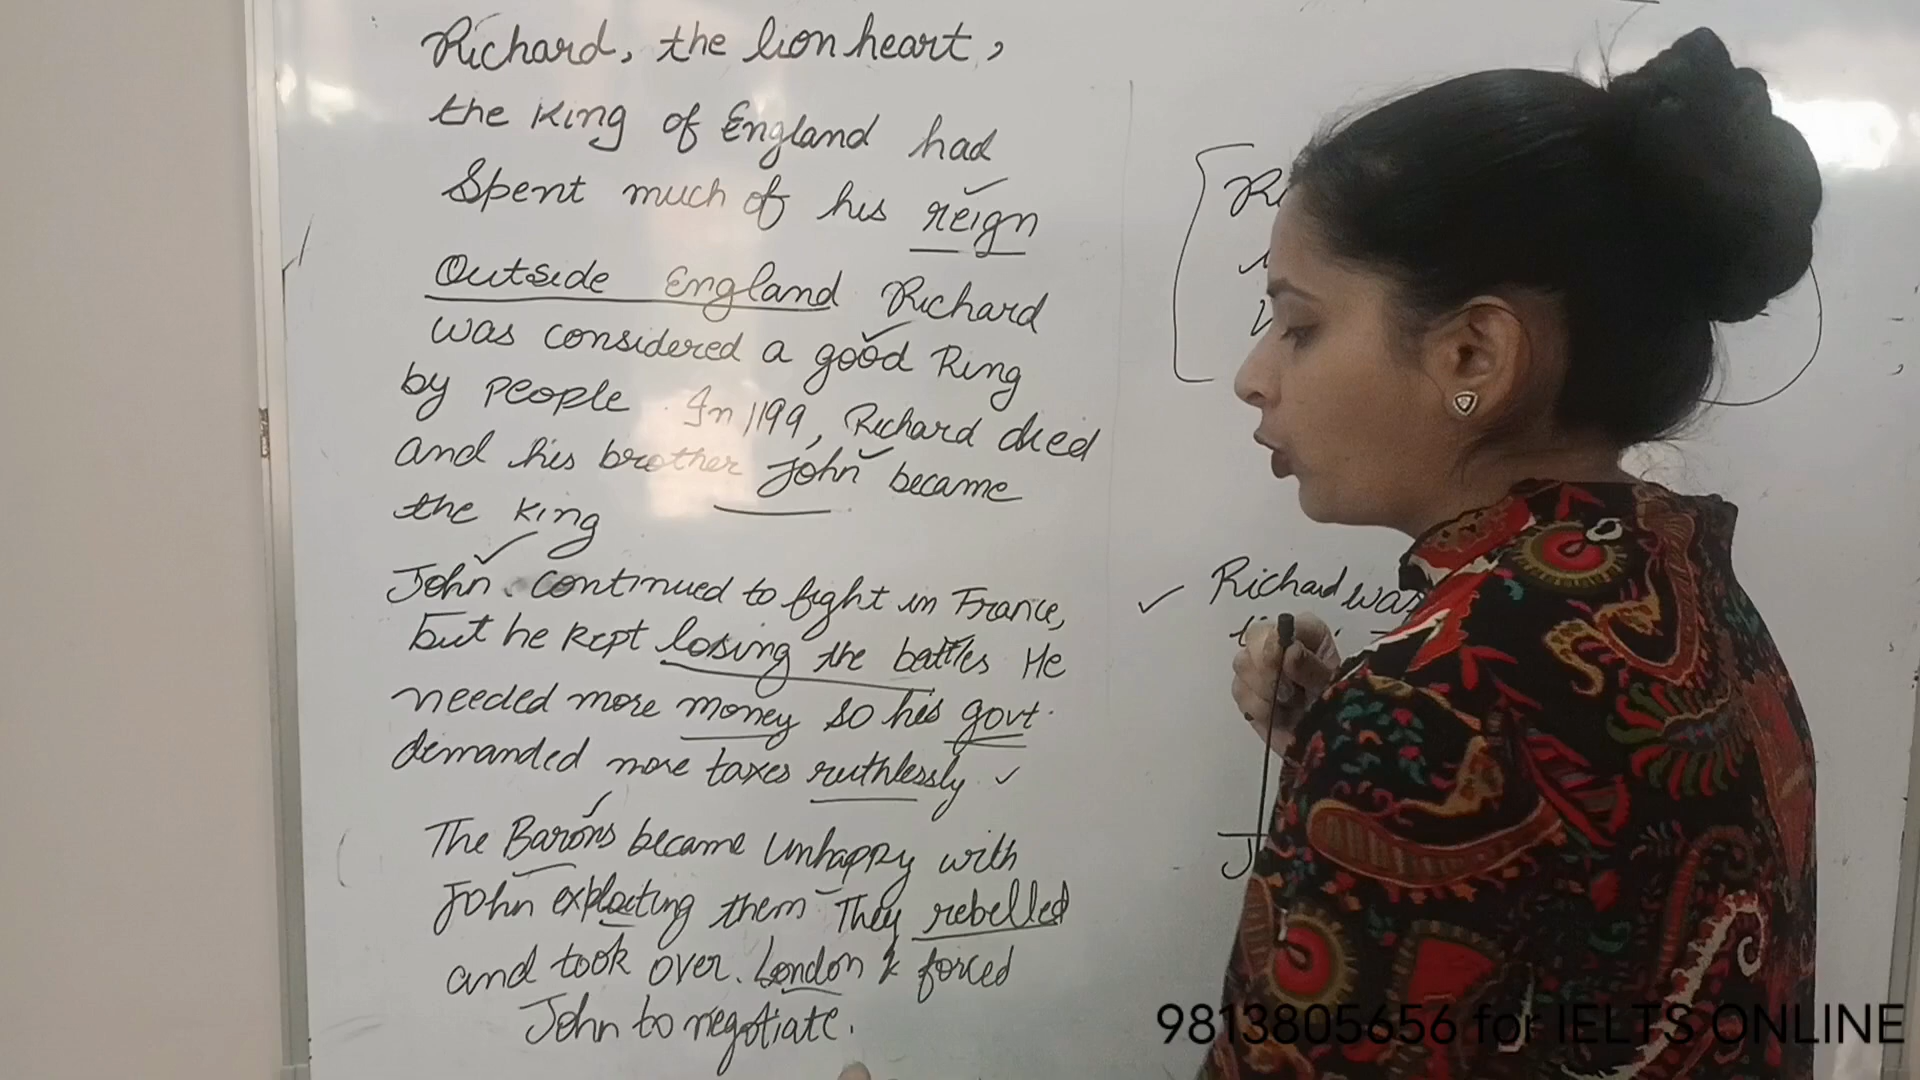 Richard, the lion heart,
the King of England had
Spent much of his reign
Outside England Richard
was considered a good King
by people. In 1199, Richard died
and his brother John became
the King
John continued to fight in France,
but he kept losing the battles He
needed more money so his govt.
demanded more taxes ruthlessly
The Barons became unhappy with
John exploiting them They rebelled
and took over London & forced
John to negotiate.
Richard was
9813805656 for IELTS ONLINE